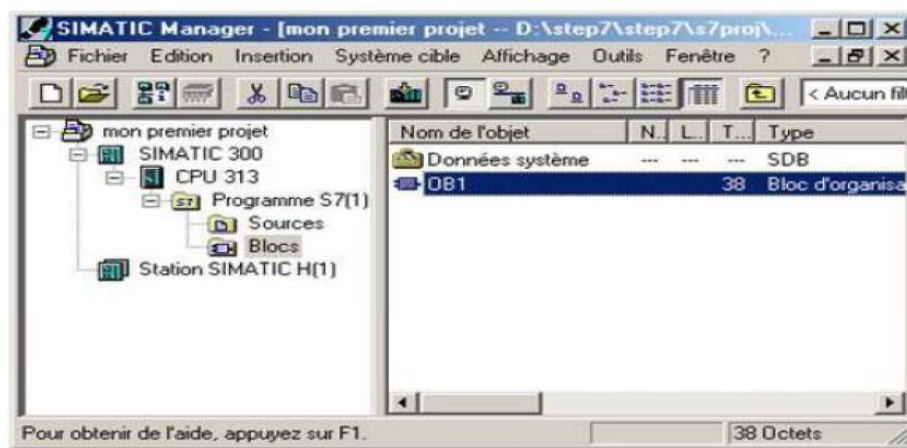 SIMATIC Manager - [mon premier projet -- D:\step7\step7\s7proj\...
Fichier Edition Insertion Système cible Affichage Outils Fenêtre ?
< Aucun fil
mon premier projet
SIMATIC 300
CPU 313
Programme S7(1)
Sources
Blocs
Station SIMATIC H(1)
Nom de l'objet N.. L.. T... Type
Données système --- --- --- SDB
OB1 38 Bloc d'organisa
Pour obtenir de l'aide, appuyez sur F1. 38 Octets